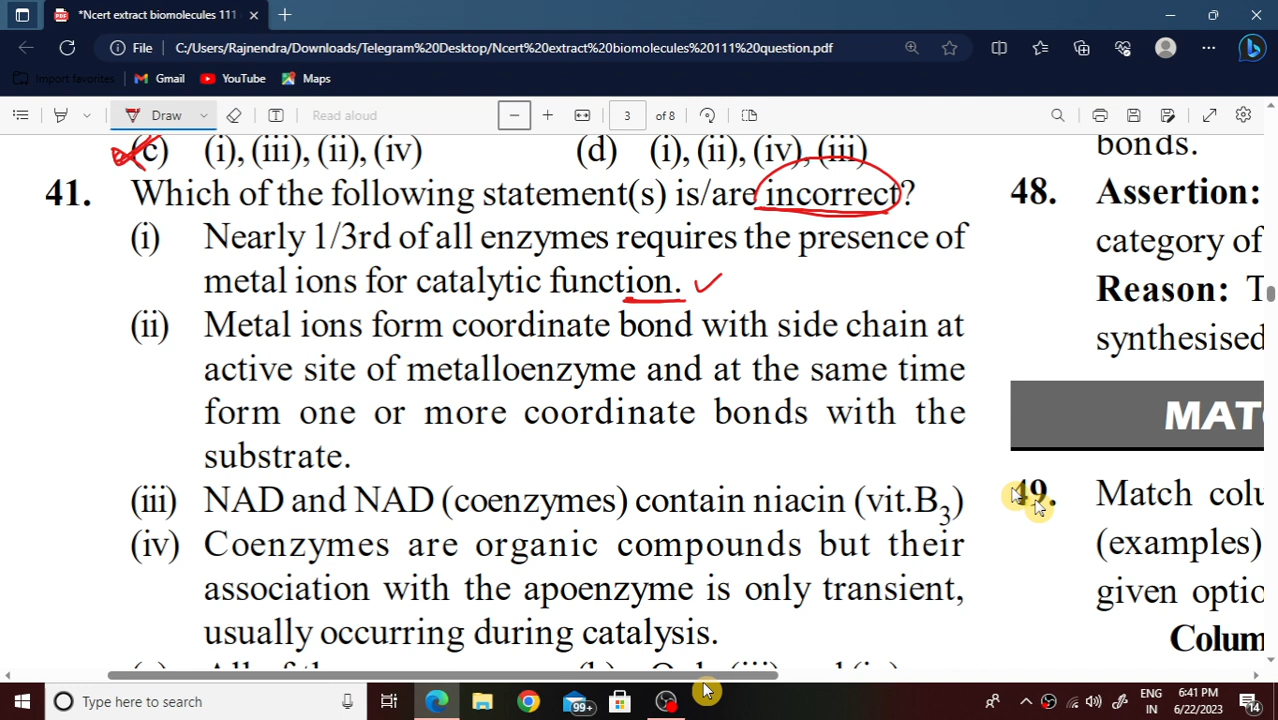 *Ncert extract biomolecules 111
File C:/Users/Rajnendra/Downloads/Telegram%20Desktop/Ncert%20extract%20biomolecules%20111%20question.pdf
Import favorites Gmail YouTube Maps
Draw Read aloud 3 of 8
(c) (i), (iii), (ii), (iv) (d) (i), (ii), (iv), (iii)
41. Which of the following statement(s) is/are incorrect?
(i) Nearly 1/3rd of all enzymes requires the presence of
metal ions for catalytic function.
(ii) Metal ions form coordinate bond with side chain at
active site of metalloenzyme and at the same time
form one or more coordinate bonds with the
substrate.
(iii) NAD and NAD (coenzymes) contain niacin (vit.B3)
(iv) Coenzymes are organic compounds but their
association with the apoenzyme is only transient,
usually occurring during catalysis.
bonds.
48. Assertion:
category of
Reason: T
synthesised
MAT
49. Match colu
(examples)
given optio
Colum
Type here to search
99+
ENG
IN
6:41 PM
6/22/2023
14